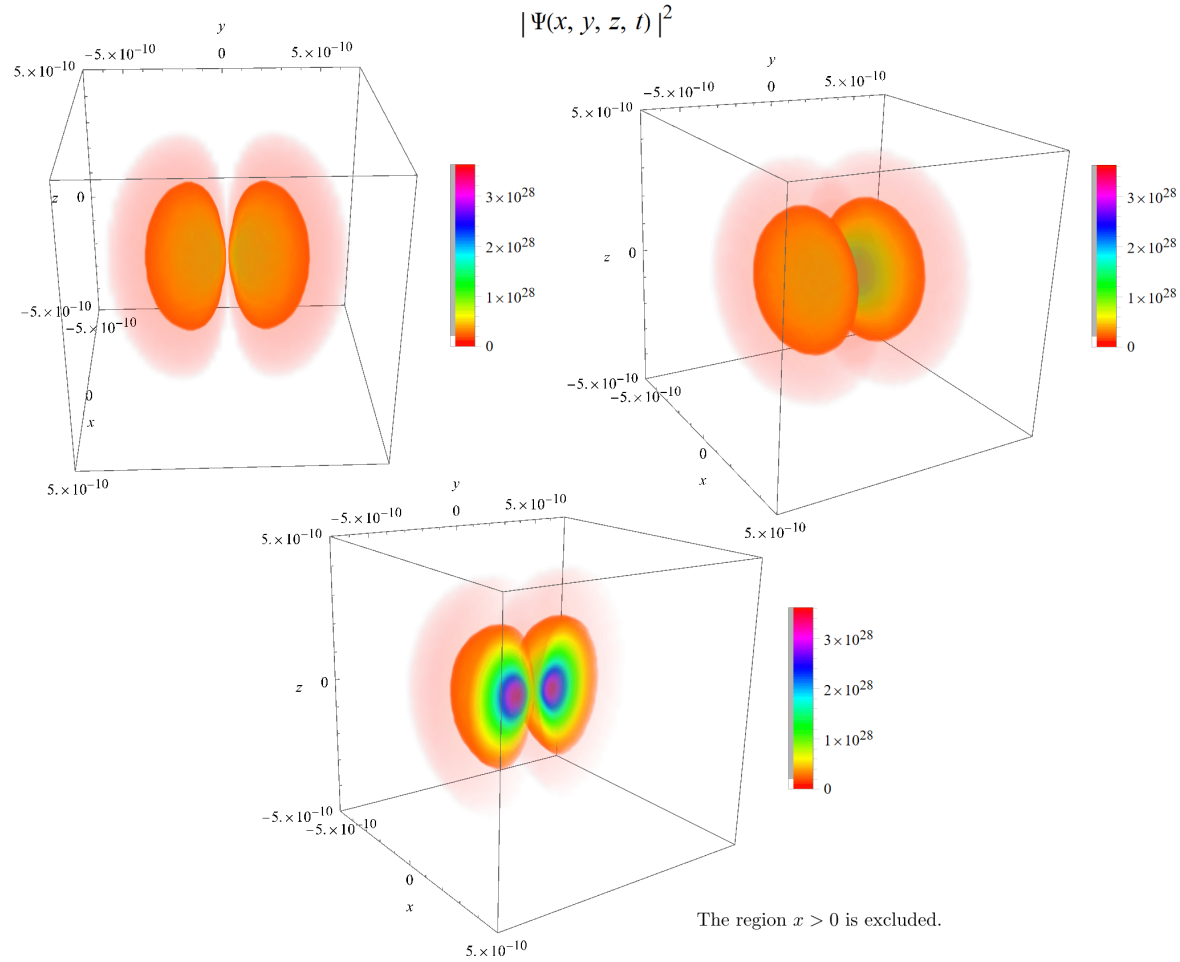 |Ψ(x, y, z, t)|²
y
−5.×10⁻¹⁰ 0 5.×10⁻¹⁰
5.×10⁻¹⁰
z 0
−5.×10⁻¹⁰
−5.×10⁻¹⁰
0
x
5.×10⁻¹⁰
3×10²⁸
2×10²⁸
1×10²⁸
0
y
−5.×10⁻¹⁰ 0 5.×10⁻¹⁰
5.×10⁻¹⁰
z 0
−5.×10⁻¹⁰
−5.×10⁻¹⁰
0
x
5.×10⁻¹⁰
3×10²⁸
2×10²⁸
1×10²⁸
0
y
−5.×10⁻¹⁰ 0 5.×10⁻¹⁰
5.×10⁻¹⁰
z 0
−5.×10⁻¹⁰
−5.×10⁻¹⁰
0
x
5.×10⁻¹⁰
3×10²⁸
2×10²⁸
1×10²⁸
0
The region x > 0 is excluded.